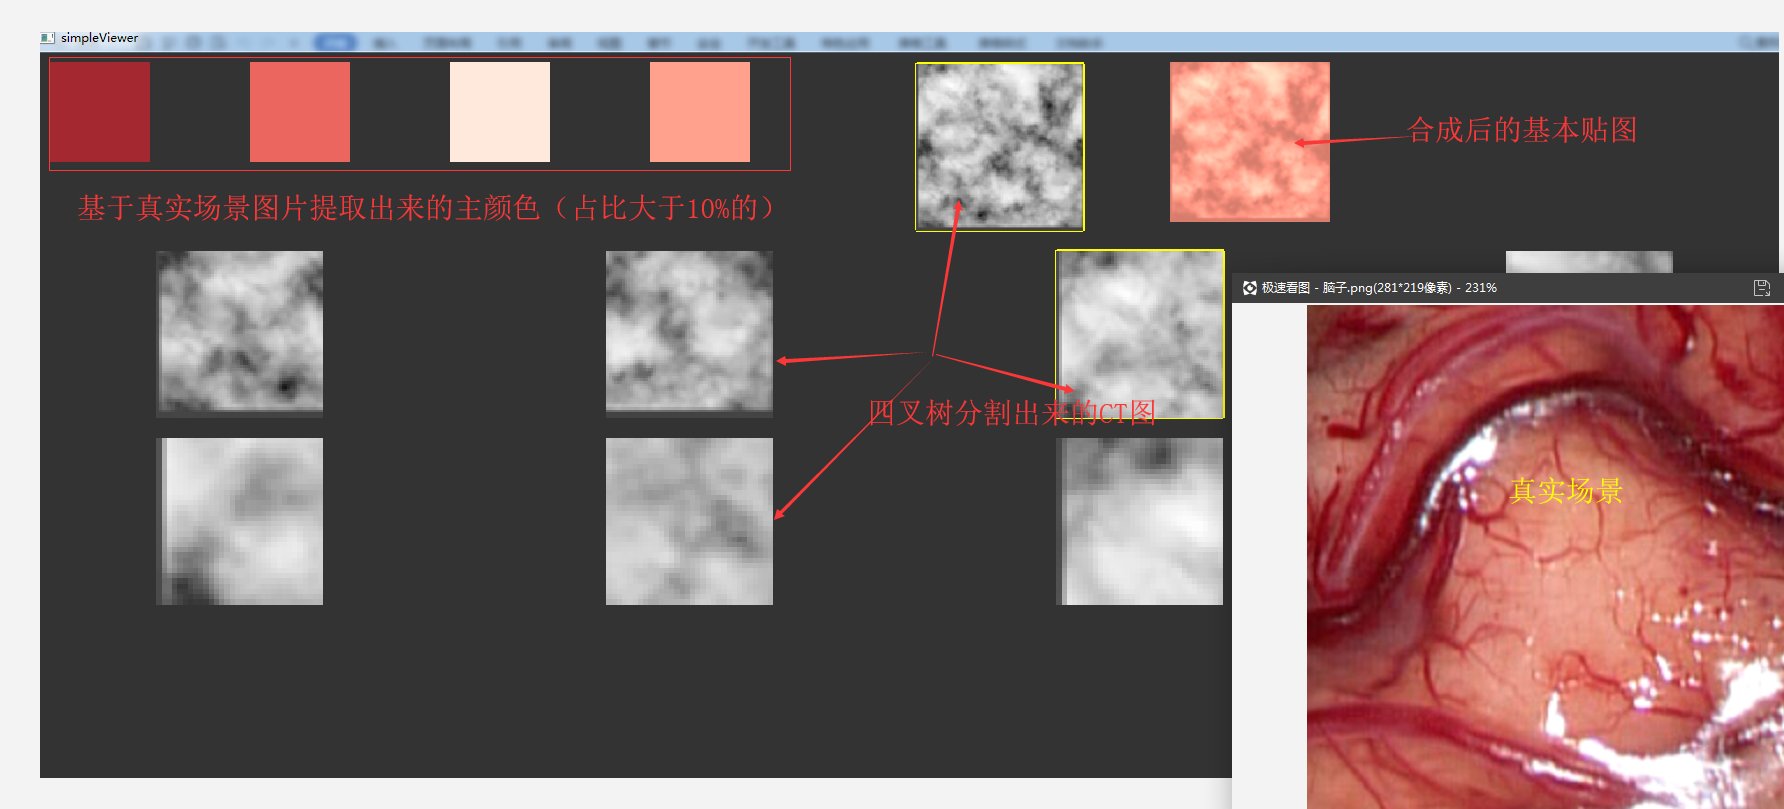 simpleViewer
合成后的基本贴图
基于真实场景图片提取出来的主颜色（占比大于10%的）
极速看图 - 脑子.png(281*219像素) - 231%
四叉树分割出来的CT图
真实场景